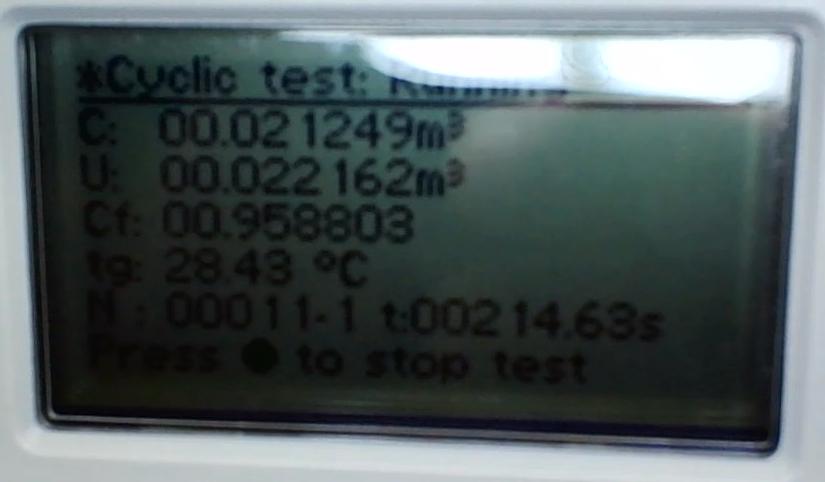 *Cyclic test: Running
C: 00.021249m³
U: 00.022162m³
Cf: 00.958803
tg: 28.43 °C
N : 00011-1 t:00214.63s
Press ● to stop test